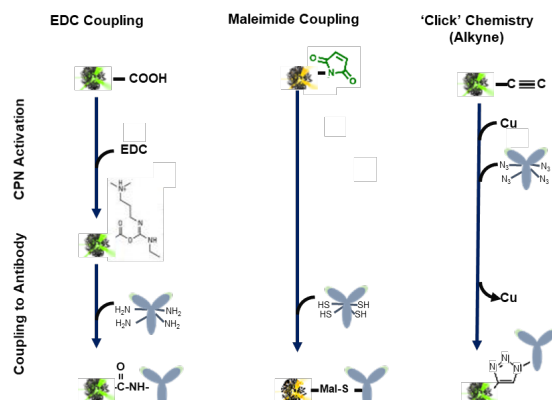 EDC Coupling
Maleimide Coupling
‘Click’ Chemistry
(Alkyne)
CPN Activation
Coupling to Antibody
COOH
EDC
H
N
N
O
O
NH
H₂N
NH₂
H₂N
NH₂
O
C-NH-
O
N
O
HS
SH
HS
SH
Mal-S
C≡C
Cu
N₃
N₃
N₃
N₃
Cu
N
N
N